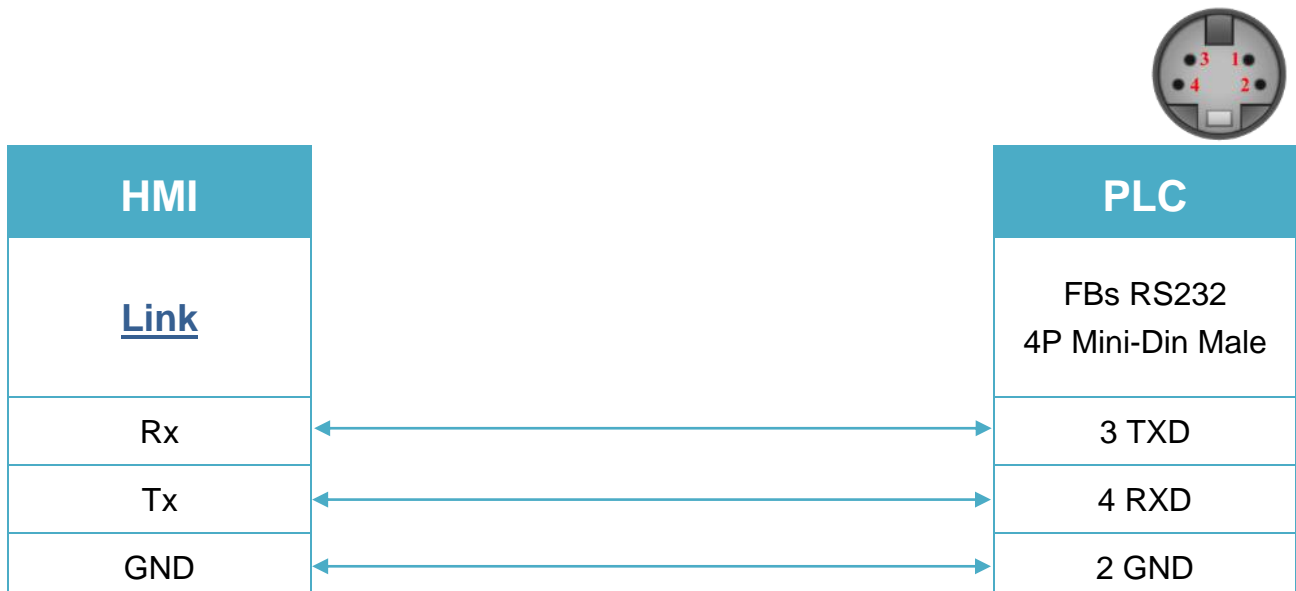 3 1
4 2
HMI PLC
Link
FBs RS232
4P Mini-Din Male
Rx 3 TXD
Tx 4 RXD
GND 2 GND